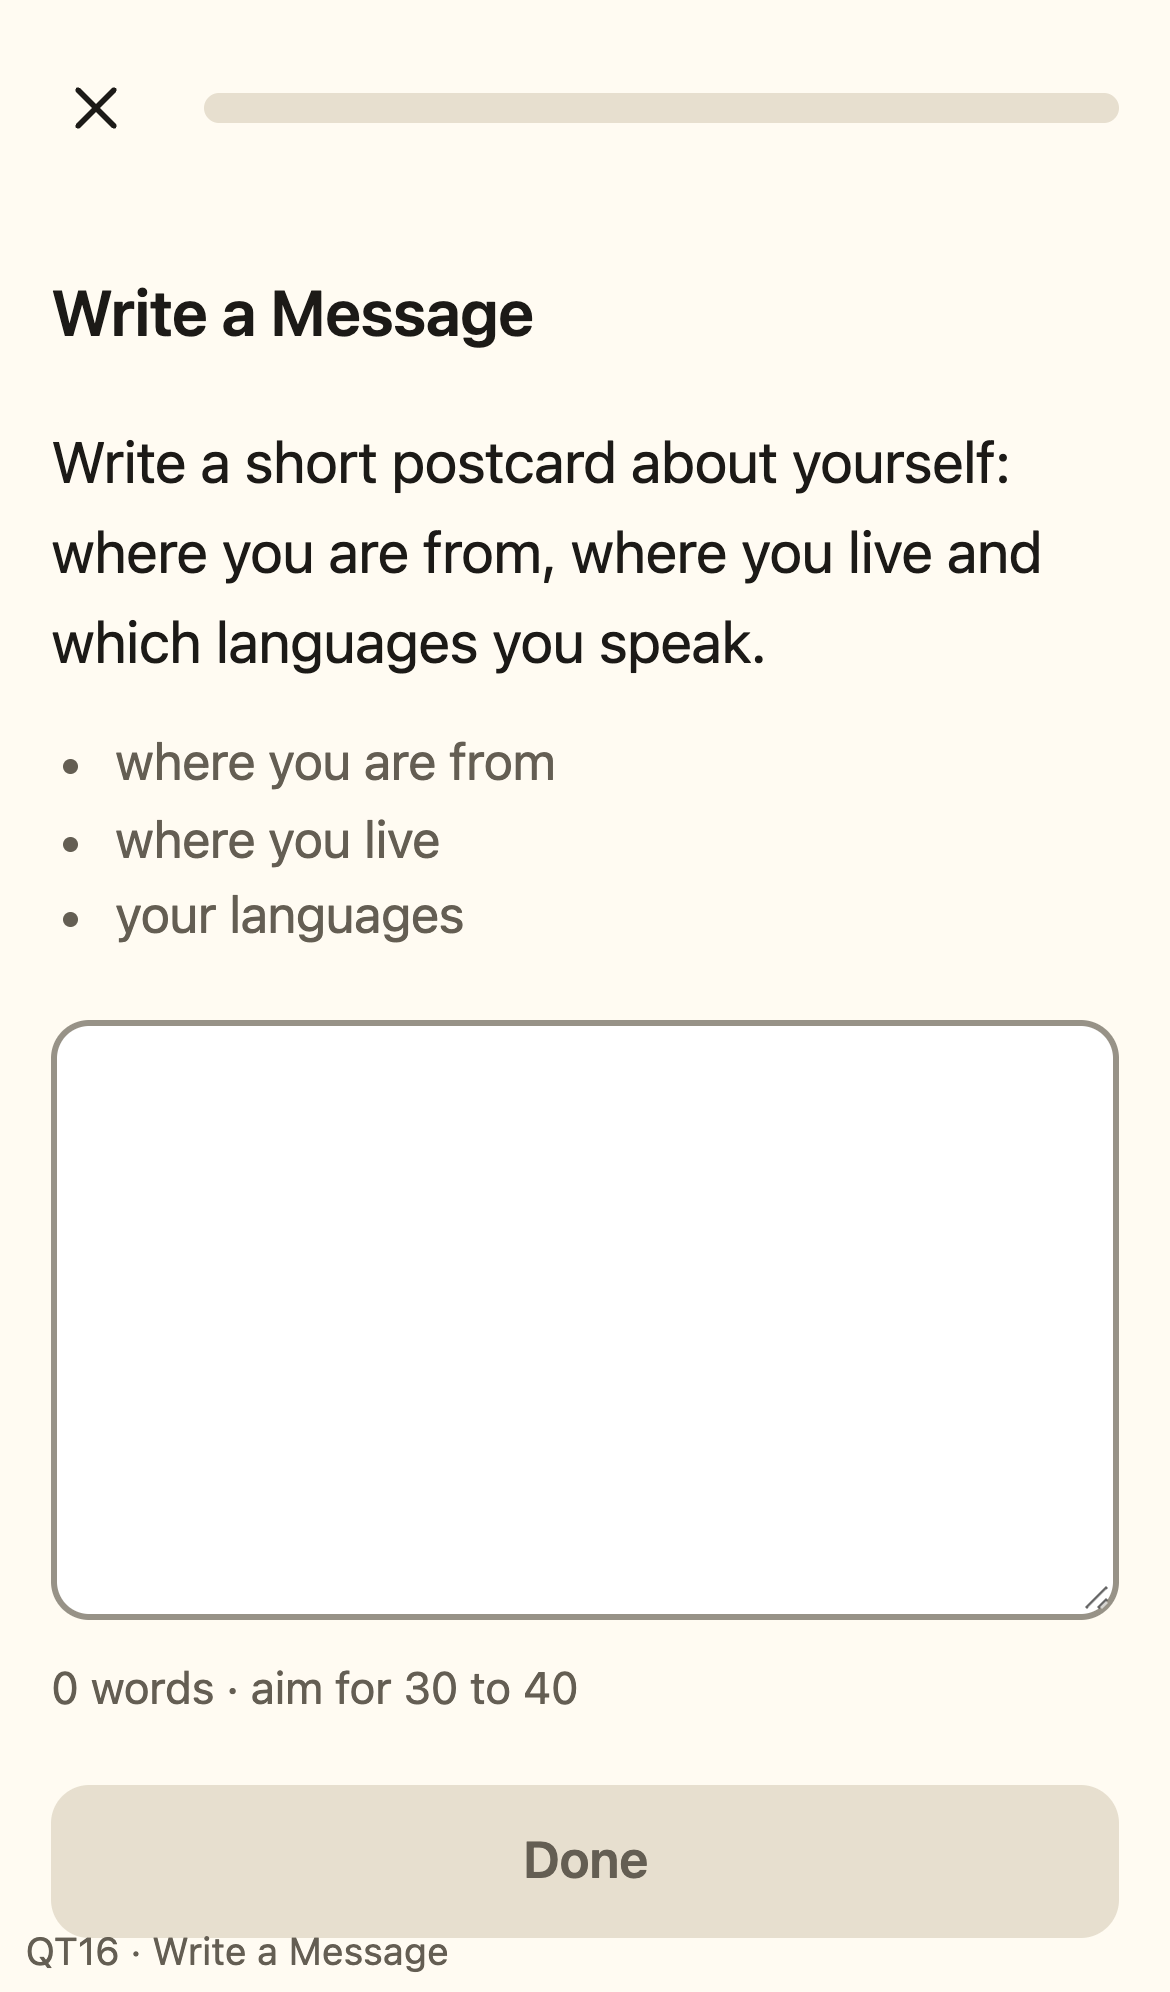 Write a Message
Write a short postcard about yourself:
where you are from, where you live and
which languages you speak.
• where you are from
• where you live
• your languages
0 words · aim for 30 to 40
Done
QT16 · Write a Message